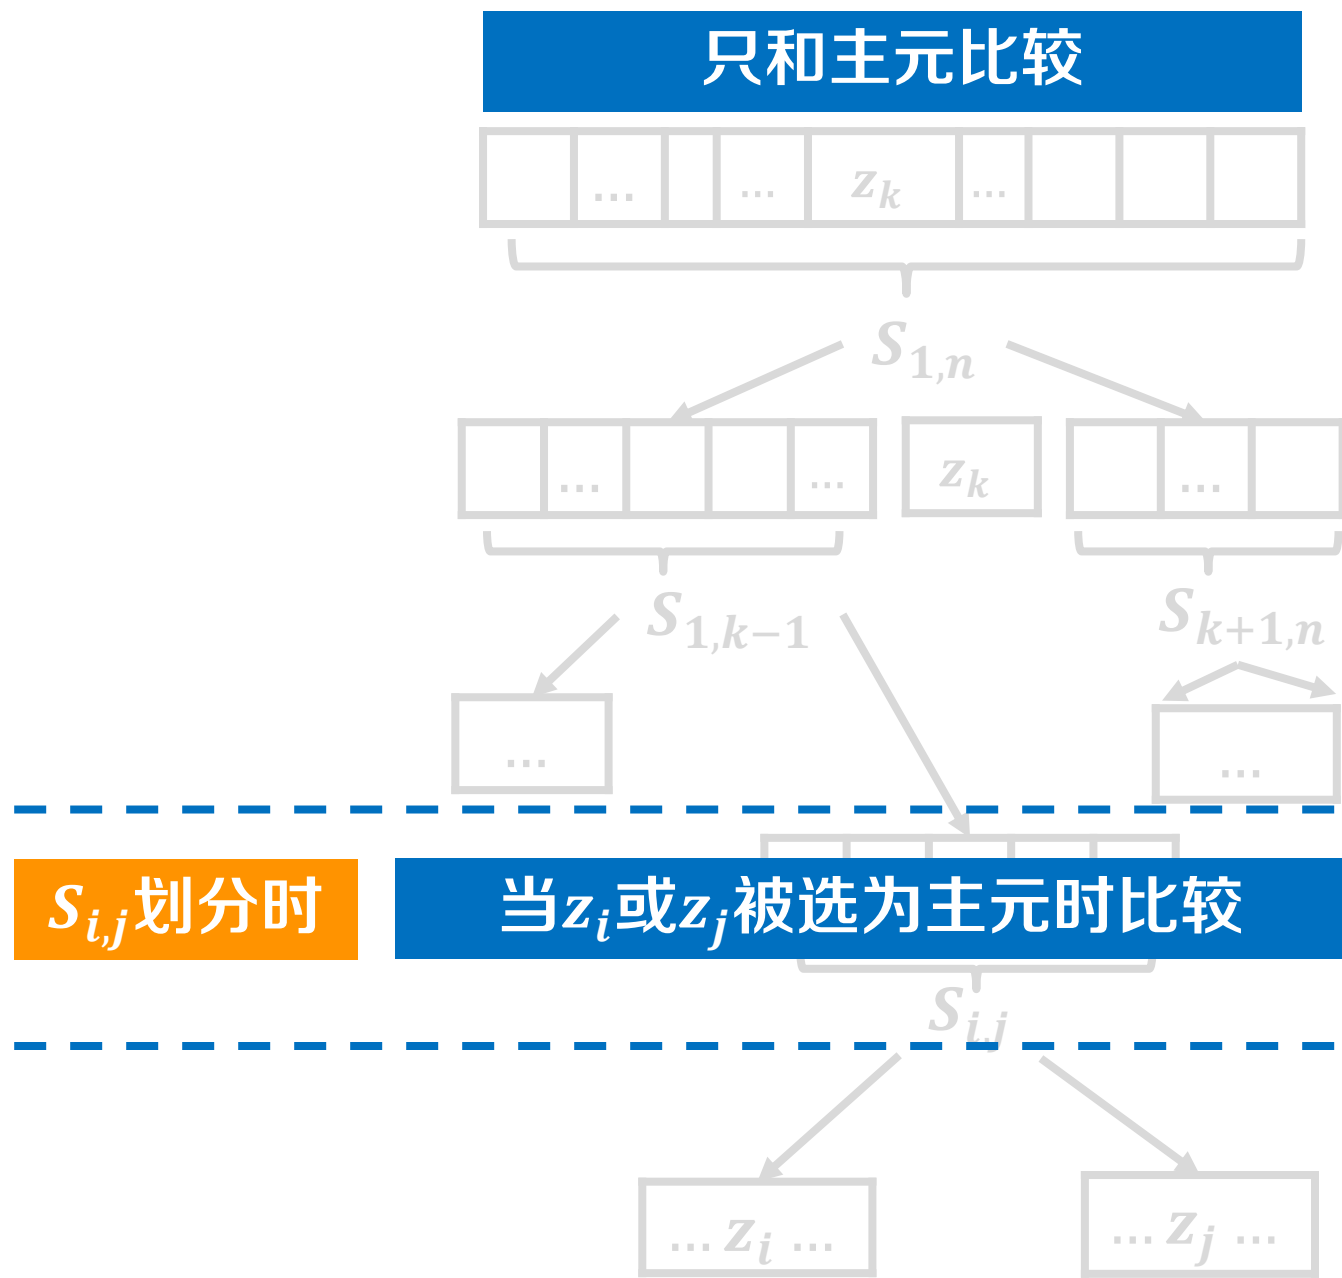 只和主元比较
... ... z_k ...
S_{1,n}
... ... z_k ...
S_{1,k-1} S_{k+1,n}
... ...
S_{i,j}划分时 当z_i或z_j被选为主元时比较
S_{i,j}
... z_i ... ... z_j ...